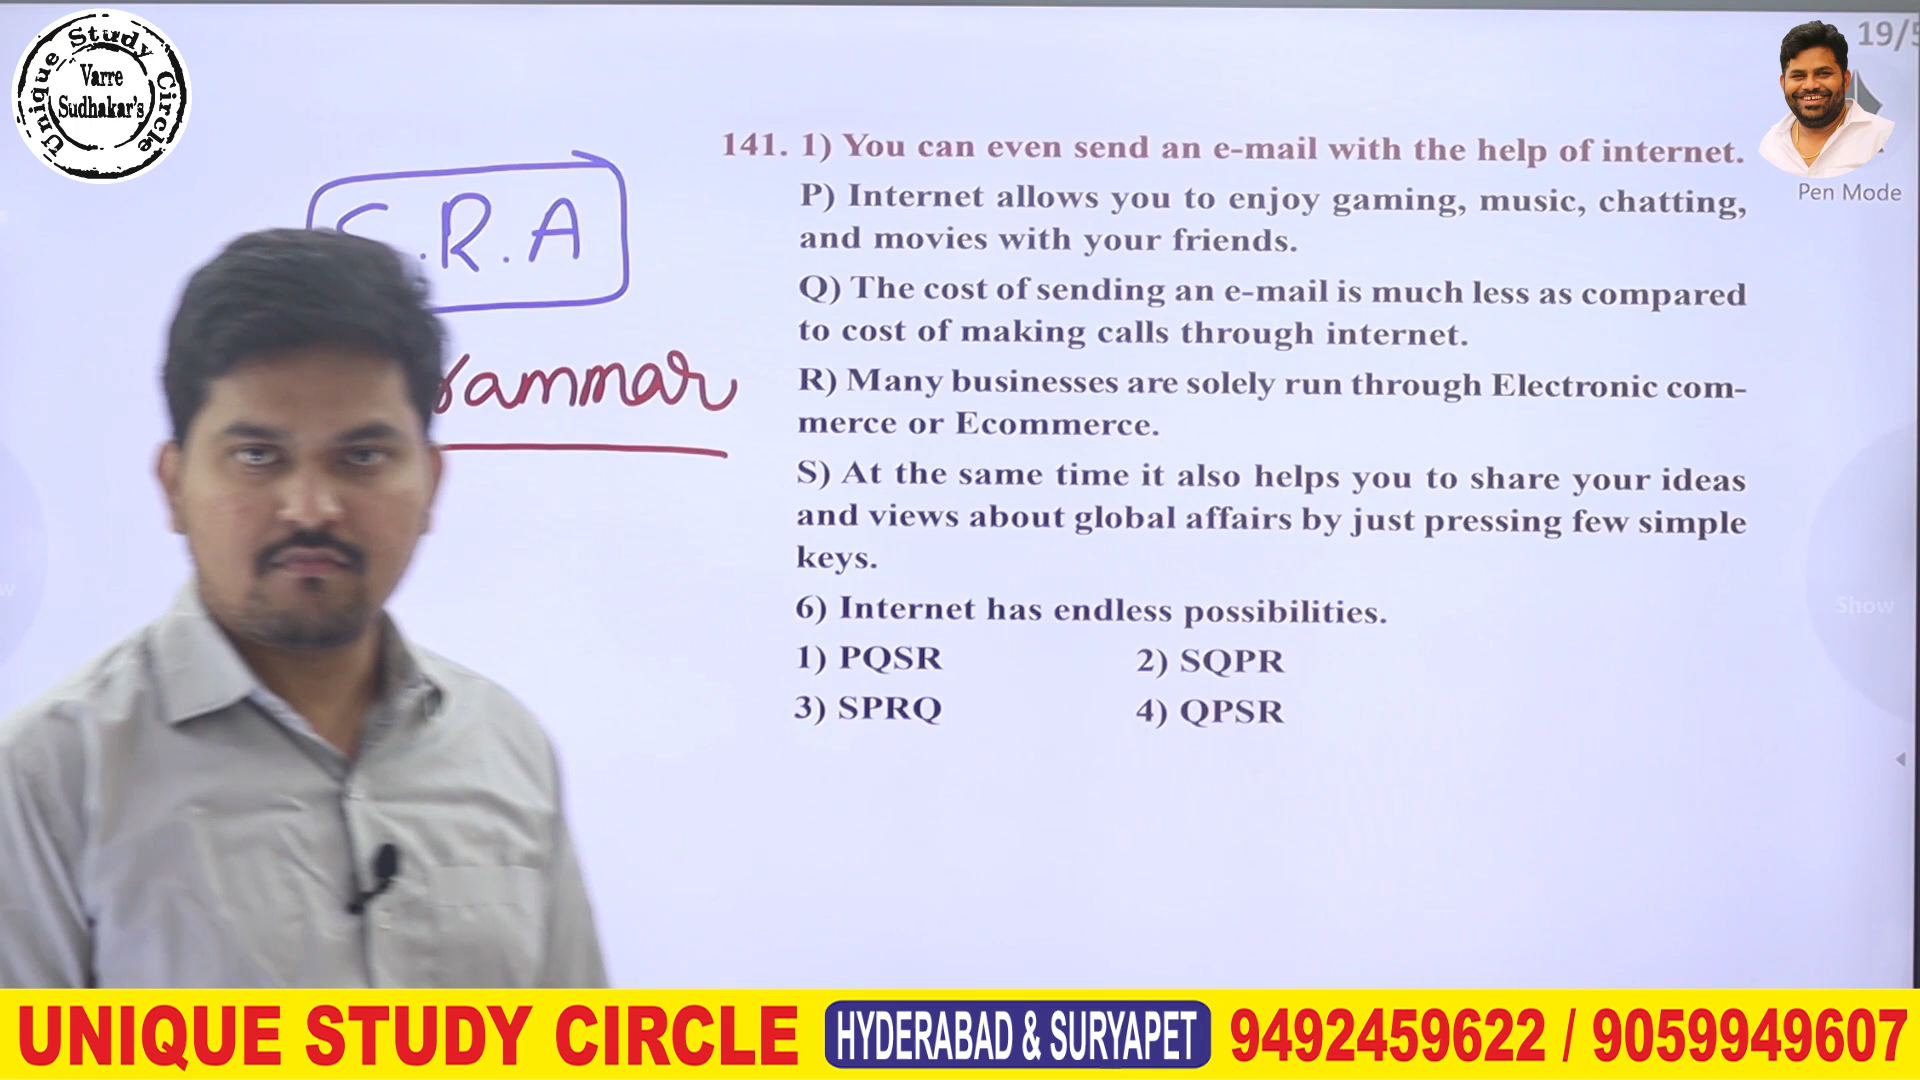 Unique Study Circle
Varre
Sudhakar's
19/5
Pen Mode
.R.A
rammar
141. 1) You can even send an e-mail with the help of internet.
P) Internet allows you to enjoy gaming, music, chatting,
and movies with your friends.
Q) The cost of sending an e-mail is much less as compared
to cost of making calls through internet.
R) Many businesses are solely run through Electronic com-
merce or Ecommerce.
S) At the same time it also helps you to share your ideas
and views about global affairs by just pressing few simple
keys.
6) Internet has endless possibilities.
1) PQSR 2) SQPR
3) SPRQ 4) QPSR
Show
UNIQUE STUDY CIRCLE HYDERABAD & SURYAPET 9492459622 / 9059949607